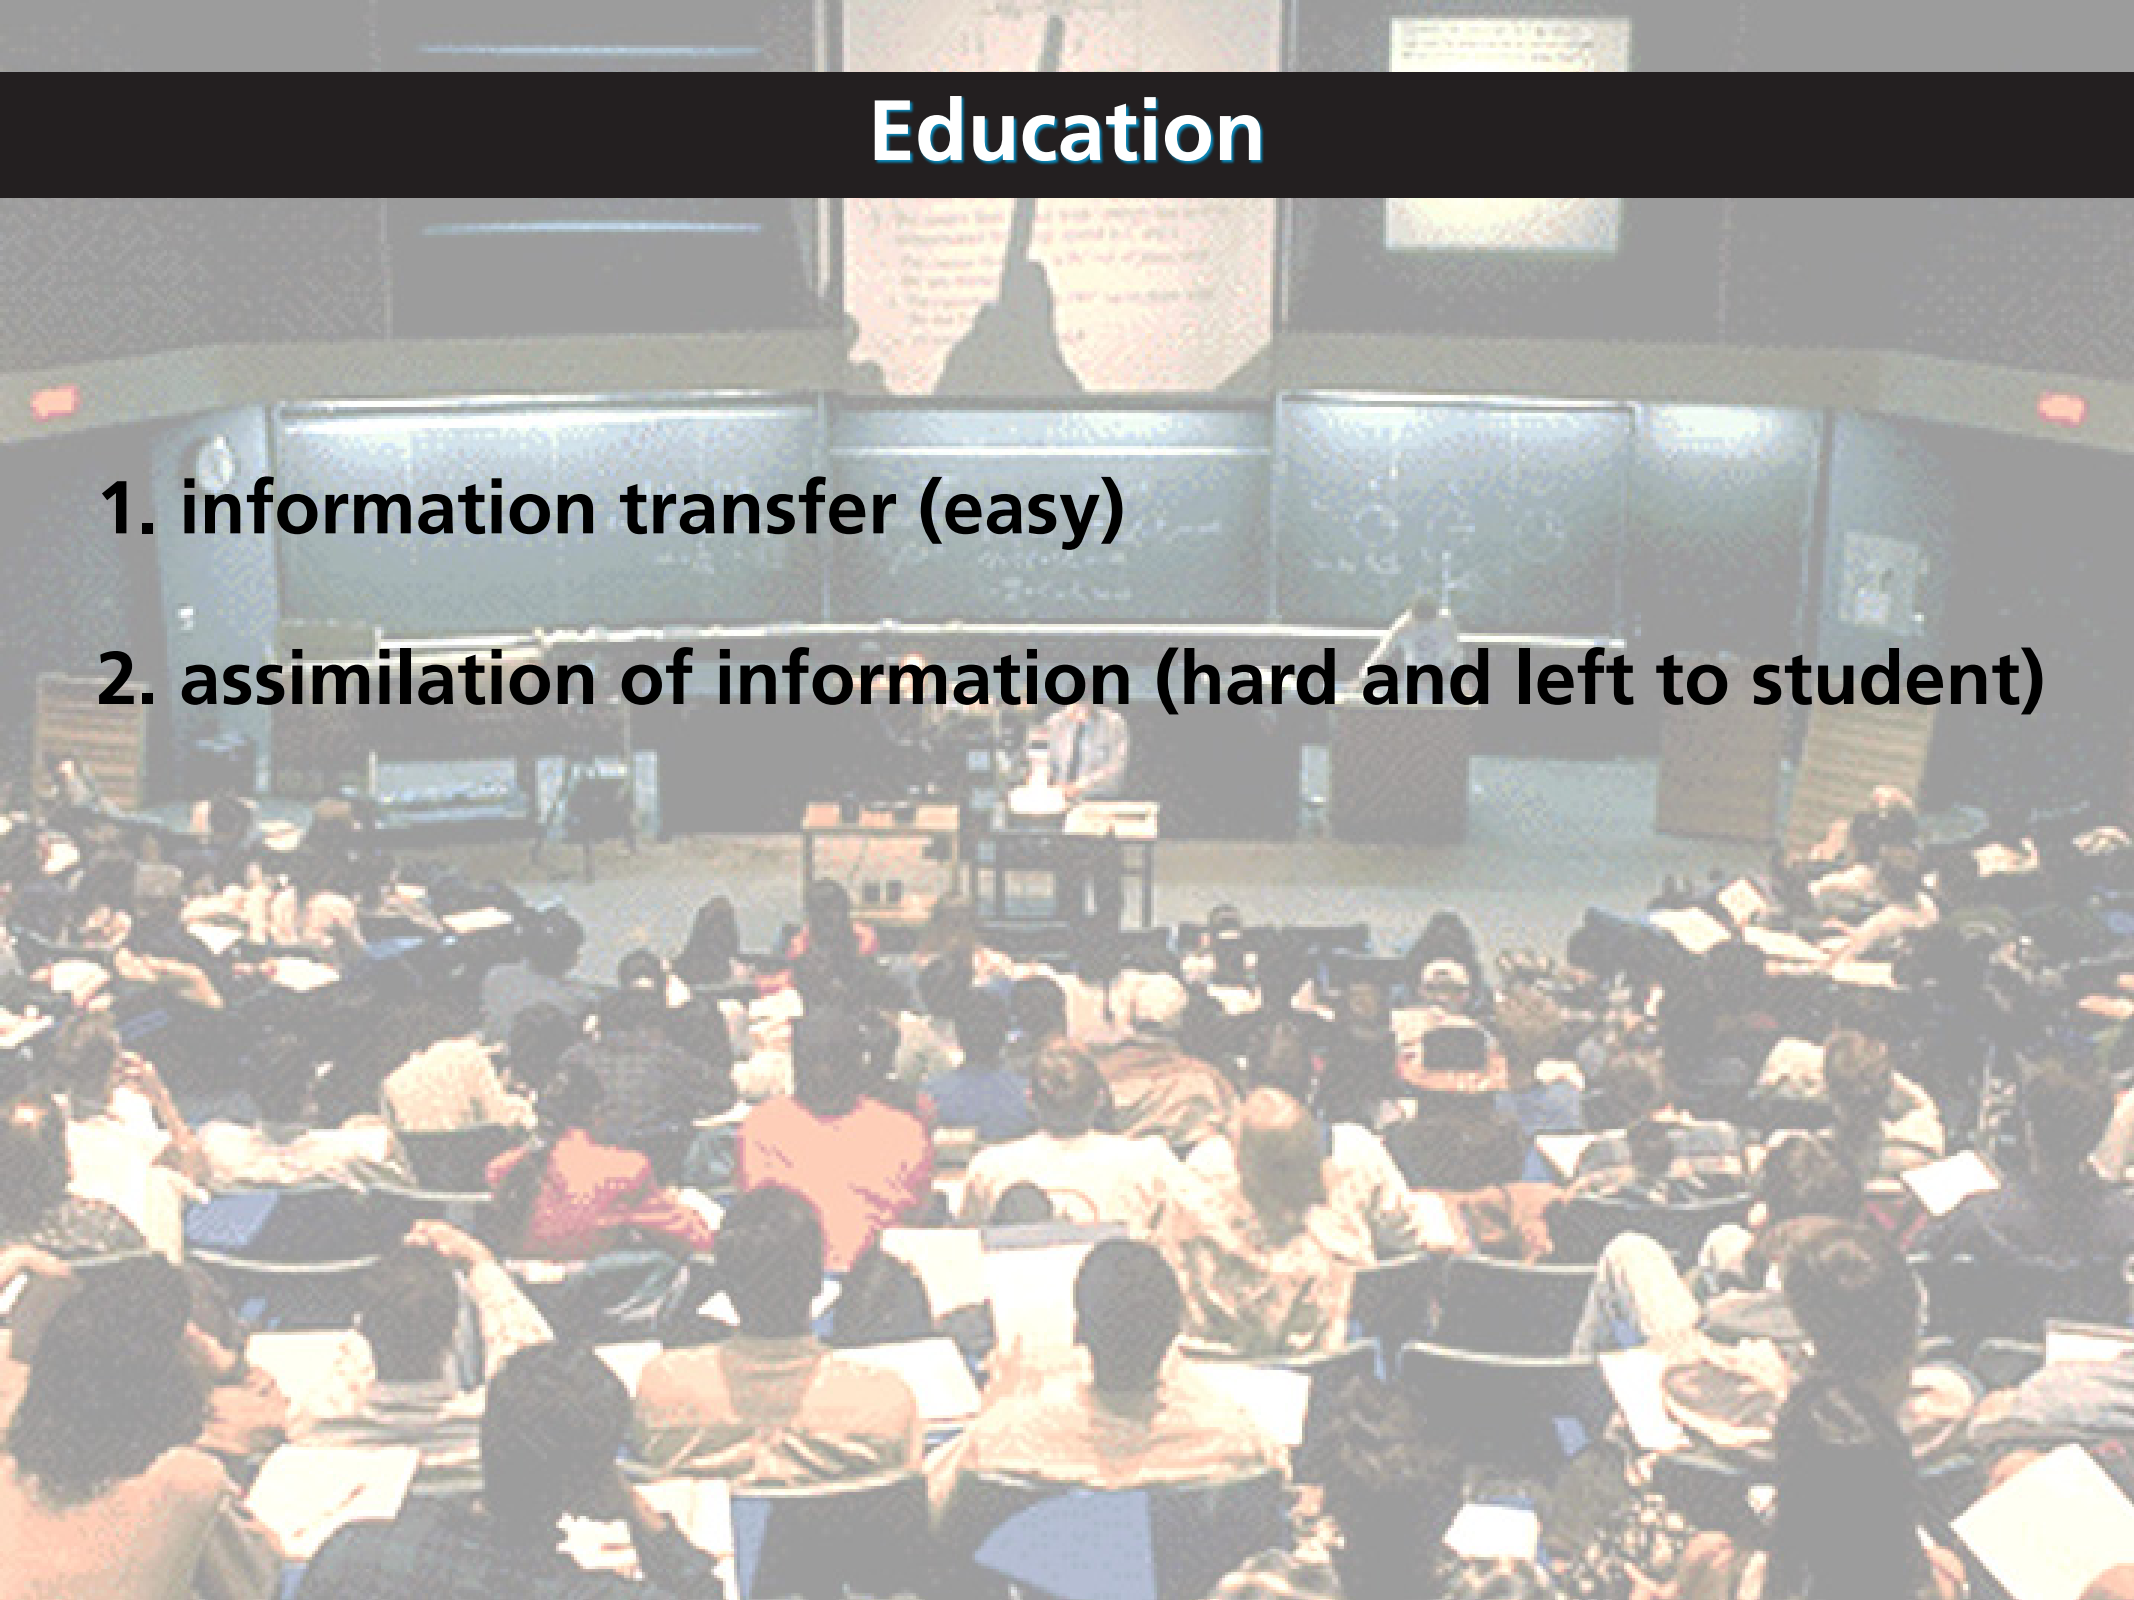 Education
1. information transfer (easy)
2. assimilation of information (hard and left to student)